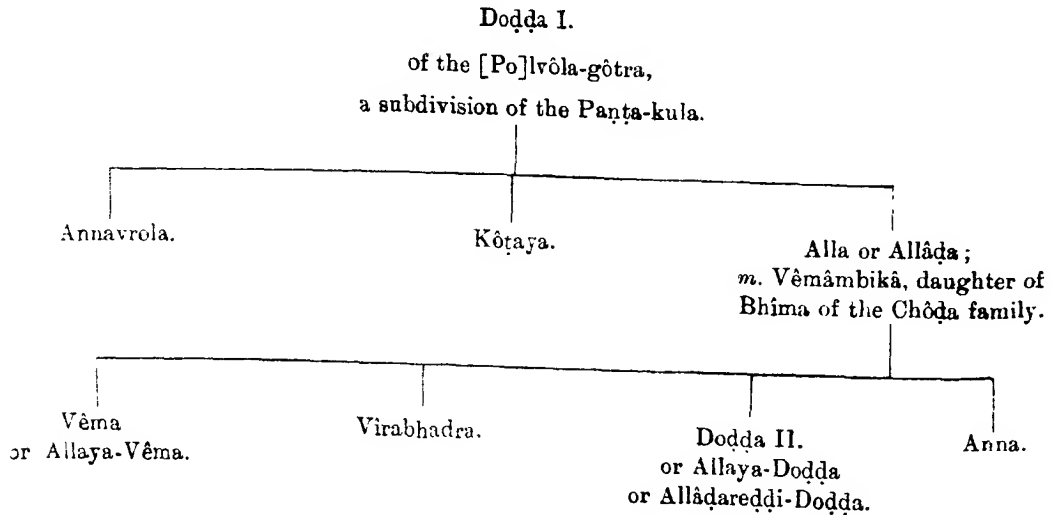 Doḍḍa I.
of the [Po]lvôla-gôtra,
a subdivision of the Paṇṭa-kula.
Annavrola.
Kôṭaya.
Alla or Allâḍa;
m. Vêmâmbikâ, daughter of
Bhîma of the Chôḍa family.
Vêma
or Allaya-Vêma.
Vîrabhadra.
Doḍḍa II.
or Allaya-Doḍḍa
or Allâḍareḍḍi-Doḍḍa.
Anna.